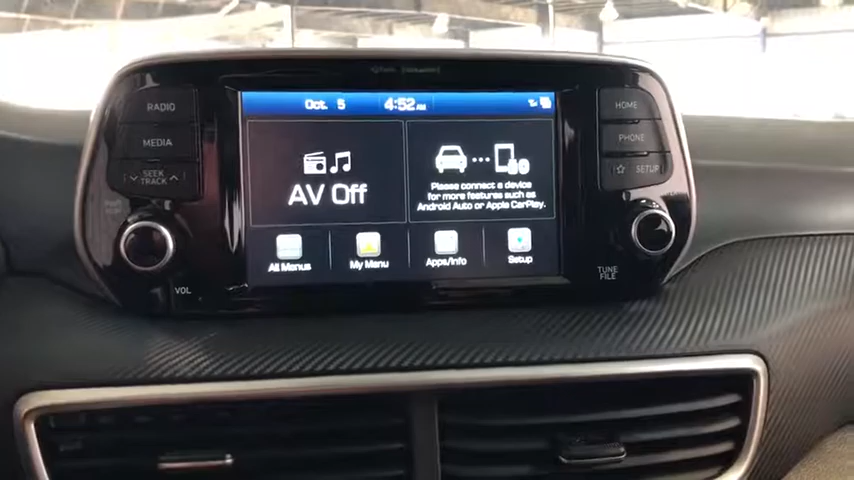 RADIO
MEDIA
SEEK
TRACK
VOL
Oct. 5
4:52 AM
AV Off
Please connect a device
for more features such as
Android Auto or Apple CarPlay.
All Menus
My Menu
Apps/Info
Setup
HOME
PHONE
SETUP
TUNE
FILE